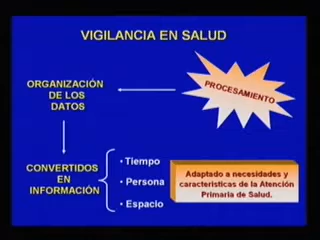 VIGILANCIA EN SALUD
PROCESAMIENTO
ORGANIZACIÓN
DE LOS
DATOS
CONVERTIDOS
EN
INFORMACIÓN
• Tiempo
• Persona
• Espacio
Adaptado a necesidades y
características de la Atención
Primaria de Salud.